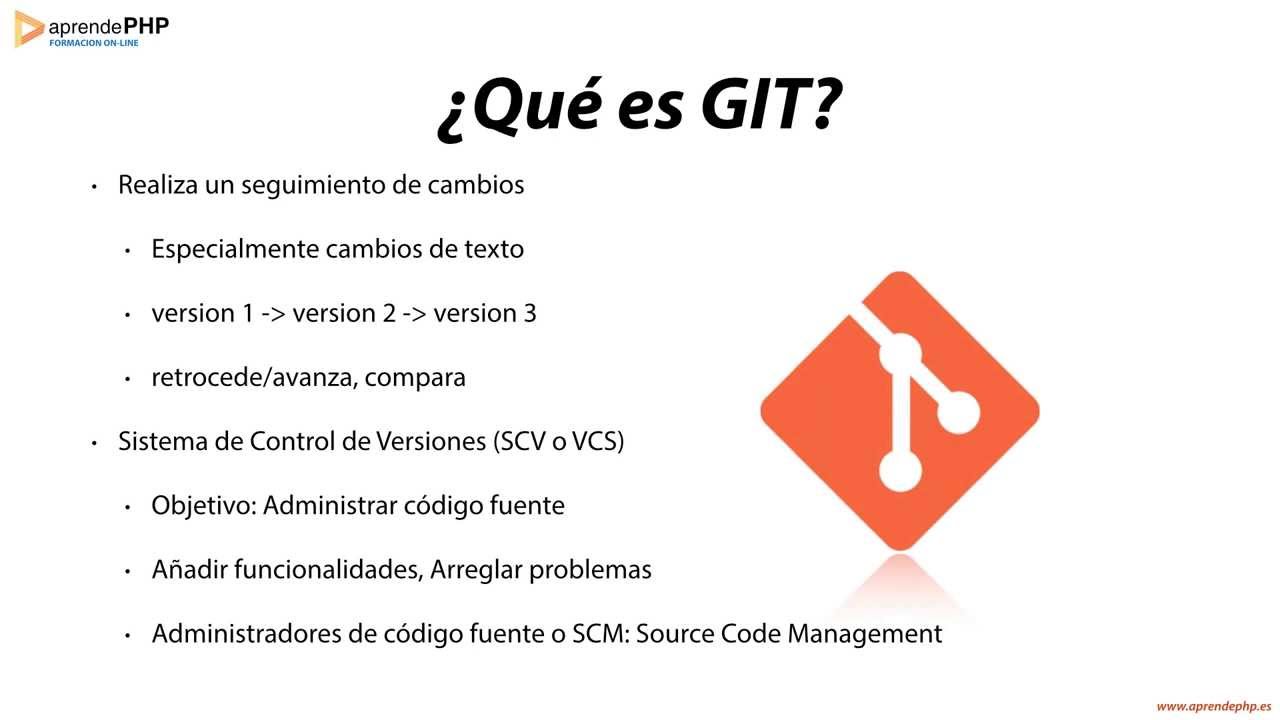 aprendePHP
FORMACION ON-LINE
¿Qué es GIT?
• Realiza un seguimiento de cambios
• Especialmente cambios de texto
• version 1 -> version 2 -> version 3
• retrocede/avanza, compara
• Sistema de Control de Versiones (SCV o VCS)
• Objetivo: Administrar código fuente
• Añadir funcionalidades, Arreglar problemas
• Administradores de código fuente o SCM: Source Code Management
www.aprendephp.es